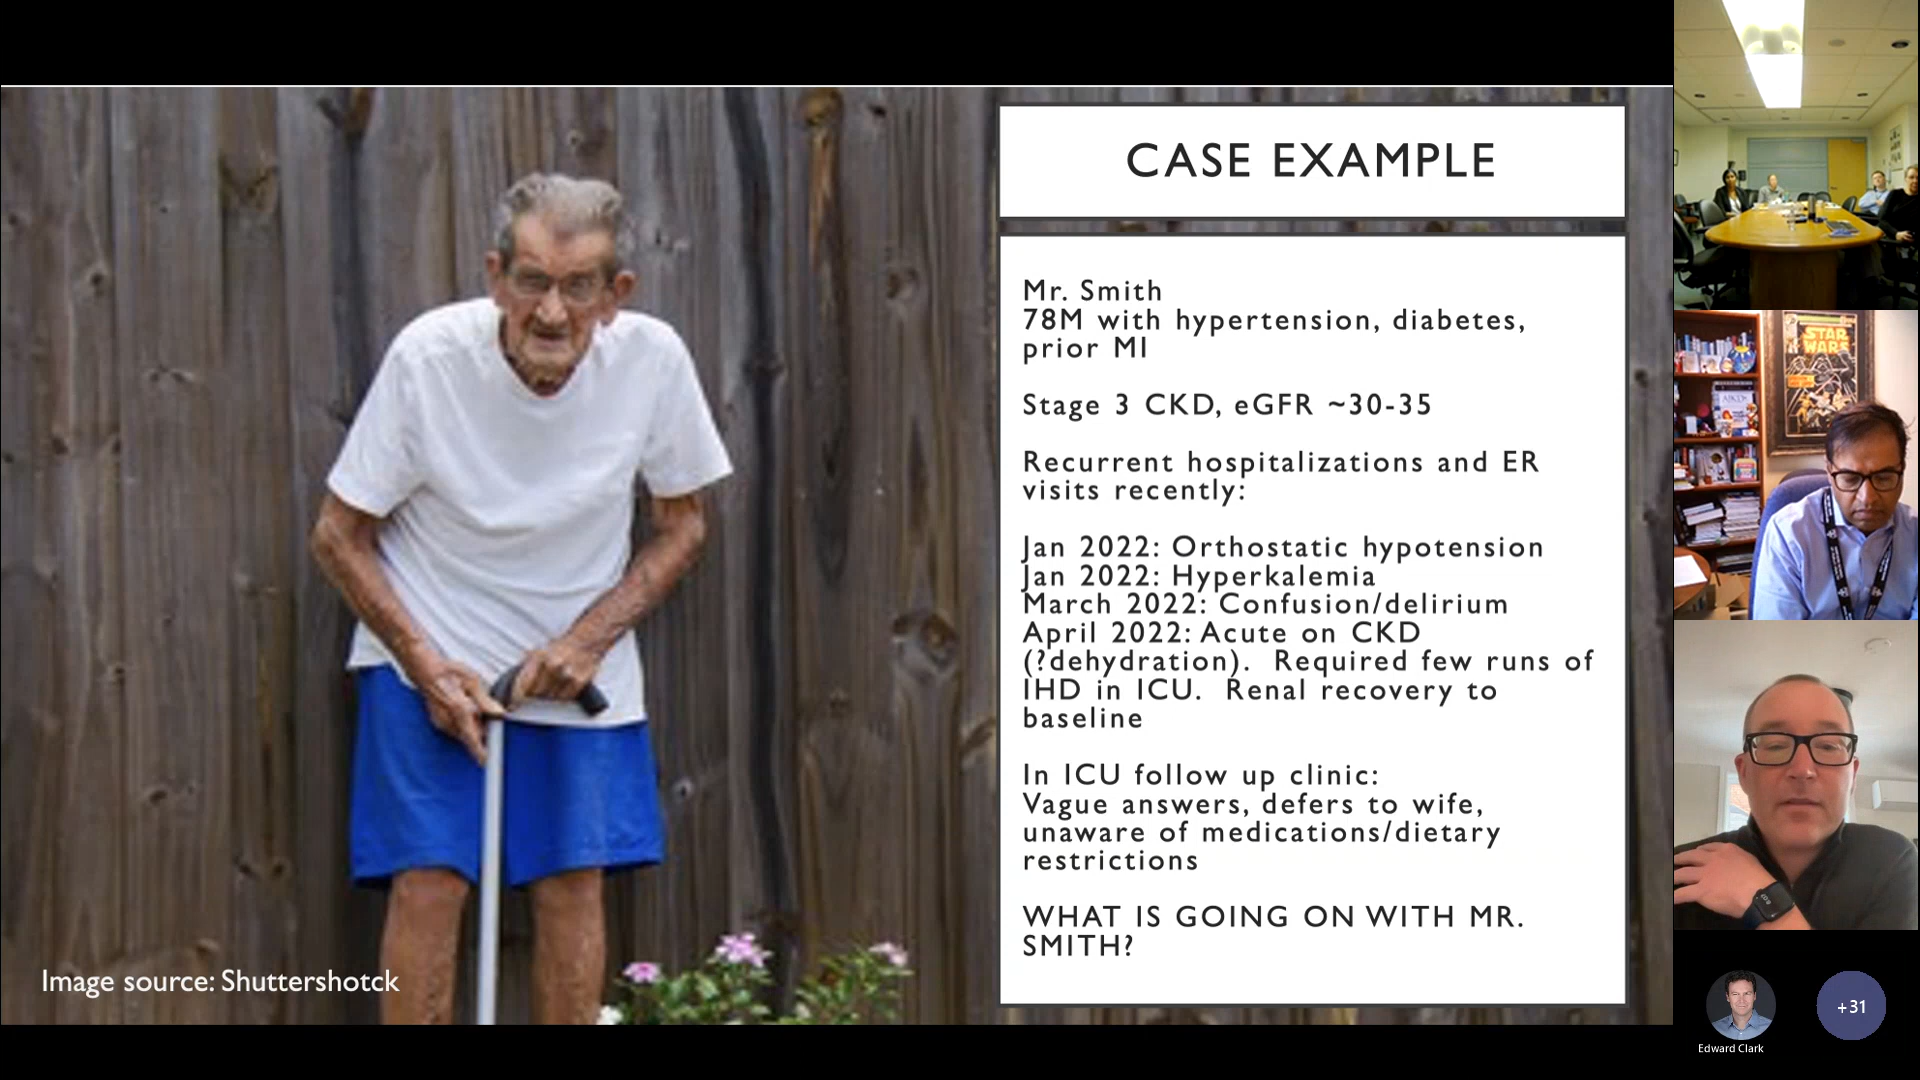 CASE EXAMPLE
Mr. Smith
78M with hypertension, diabetes,
prior MI
Stage 3 CKD, eGFR ~30-35
Recurrent hospitalizations and ER
visits recently:
Jan 2022: Orthostatic hypotension
Jan 2022: Hyperkalemia
March 2022: Confusion/delirium
April 2022: Acute on CKD
(?dehydration). Required few runs of
IHD in ICU. Renal recovery to
baseline
In ICU follow up clinic:
Vague answers, defers to wife,
unaware of medications/dietary
restrictions
WHAT IS GOING ON WITH MR.
SMITH?
Image source: Shuttershotck
STAR
WARS
AJKD
Edward Clark
+31